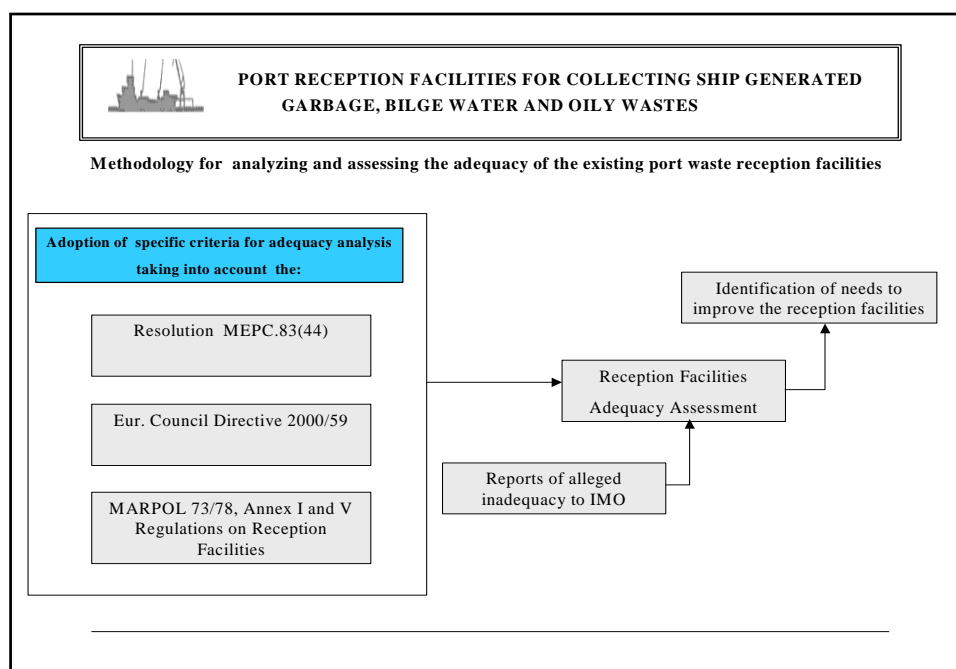 PORT RECEPTION FACILITIES FOR COLLECTING SHIP GENERATED
GARBAGE, BILGE WATER AND OILY WASTES
Methodology for analyzing and assessing the adequacy of the existing port waste reception facilities
Adoption of specific criteria for adequacy analysis
taking into account the:
Resolution MEPC.83(44)
Eur. Council Directive 2000/59
MARPOL 73/78, Annex I and V
Regulations on Reception
Facilities
Reception Facilities
Adequacy Assessment
Reports of alleged
inadequacy to IMO
Identification of needs to
improve the reception facilities